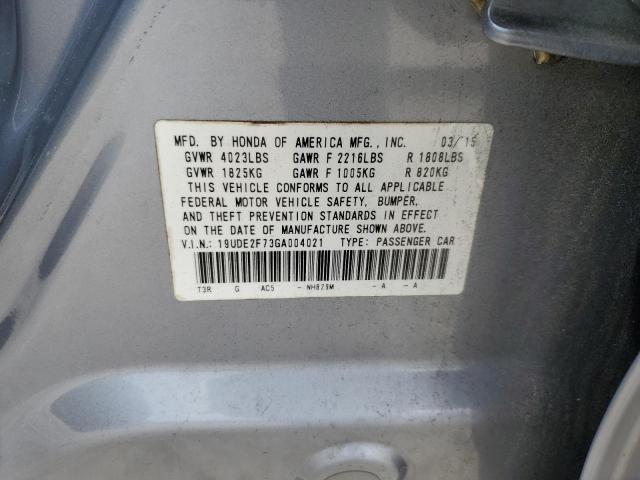 MFD. BY HONDA OF AMERICA MFG., INC. 03/15
GVWR 4023LBS GAWR F 2216LBS R 1808LBS
GVWR 1825KG GAWR F 1005KG R 820KG
THIS VEHICLE CONFORMS TO ALL APPLICABLE
FEDERAL MOTOR VEHICLE SAFETY, BUMPER,
AND THEFT PREVENTION STANDARDS IN EFFECT
ON THE DATE OF MANUFACTURE SHOWN ABOVE.
V.I.N.: 19UDE2F73GA004021 TYPE: PASSENGER CAR
T3R G AC5 - NH829M - A - A